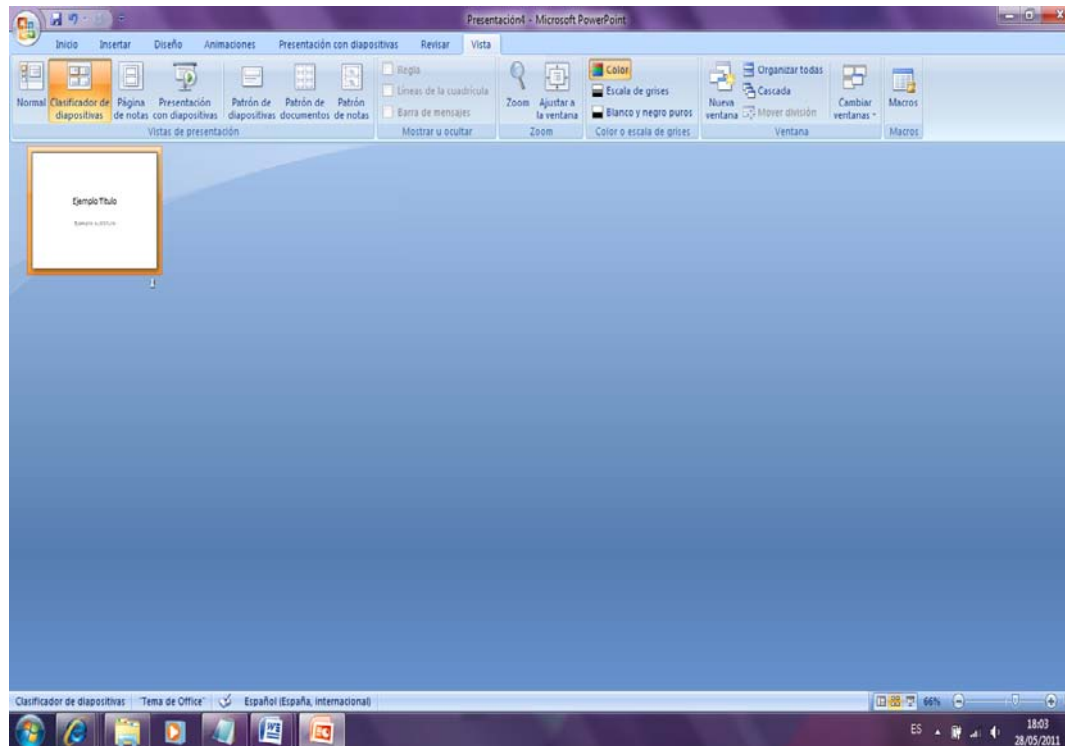 Presentación4 - Microsoft PowerPoint
Inicio Insertar Diseño Animaciones Presentación con diapositivas Revisar Vista
Normal
Clasificador de diapositivas
Página de notas
Presentación con diapositivas
Patrón de diapositivas
Patrón de documentos
Patrón de notas
Vistas de presentación
Regla
Líneas de la cuadrícula
Barra de mensajes
Mostrar u ocultar
Zoom
Ajustar a la ventana
Zoom
Color
Escala de grises
Blanco y negro puros
Color o escala de grises
Nueva ventana
Organizar todas
Cascada
Mover división
Cambiar ventanas
Ventana
Macros
Macros
Ejemplo Título
Ejemplo subtítulo
1
Clasificador de diapositivas "Tema de Office" Español (España, internacional) 66%
ES 18:03
28/05/2011